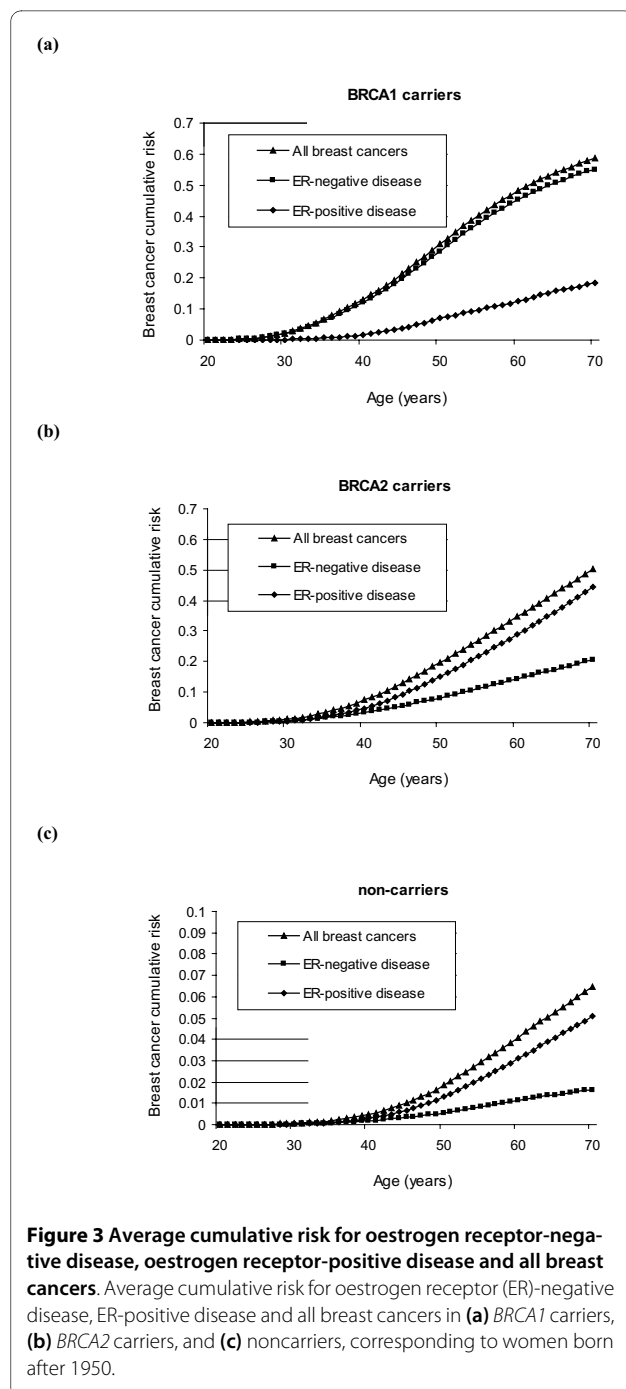 (a)
BRCA1 carriers
Breast cancer cumulative risk
0.7
0.6
0.5
0.4
0.3
0.2
0.1
0
All breast cancers
ER-negative disease
ER-positive disease
20 30 40 50 60 70
Age (years)
(b)
BRCA2 carriers
Breast cancer cumulative risk
0.7
0.6
0.5
0.4
0.3
0.2
0.1
0
All breast cancers
ER-negative disease
ER-positive disease
20 30 40 50 60 70
Age (years)
(c)
non-carriers
Breast cancer cumulative risk
0.1
0.09
0.08
0.07
0.06
0.05
0.04
0.03
0.02
0.01
0
All breast cancers
ER-negative disease
ER-positive disease
20 30 40 50 60 70
Age (years)
Figure 3 Average cumulative risk for oestrogen receptor-nega-
tive disease, oestrogen receptor-positive disease and all breast
cancers. Average cumulative risk for oestrogen receptor (ER)-negative
disease, ER-positive disease and all breast cancers in (a) BRCA1 carriers,
(b) BRCA2 carriers, and (c) noncarriers, corresponding to women born
after 1950.